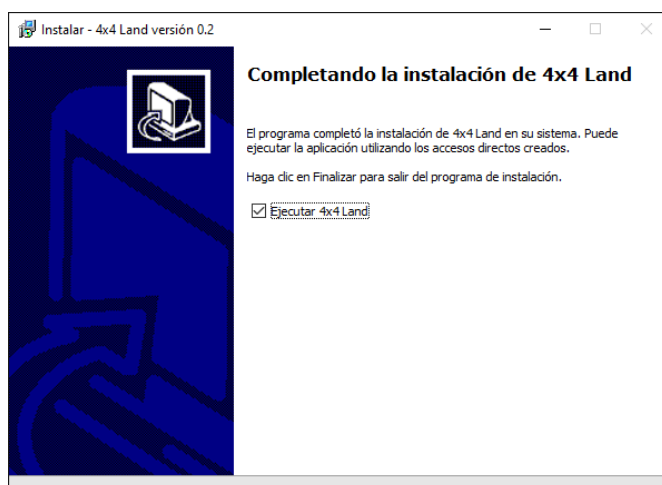 Instalar - 4x4 Land versión 0.2
Completando la instalación de 4x4 Land
El programa completó la instalación de 4x4 Land en su sistema. Puede
ejecutar la aplicación utilizando los accesos directos creados.
Haga clic en Finalizar para salir del programa de instalación.
Ejecutar 4x4 Land